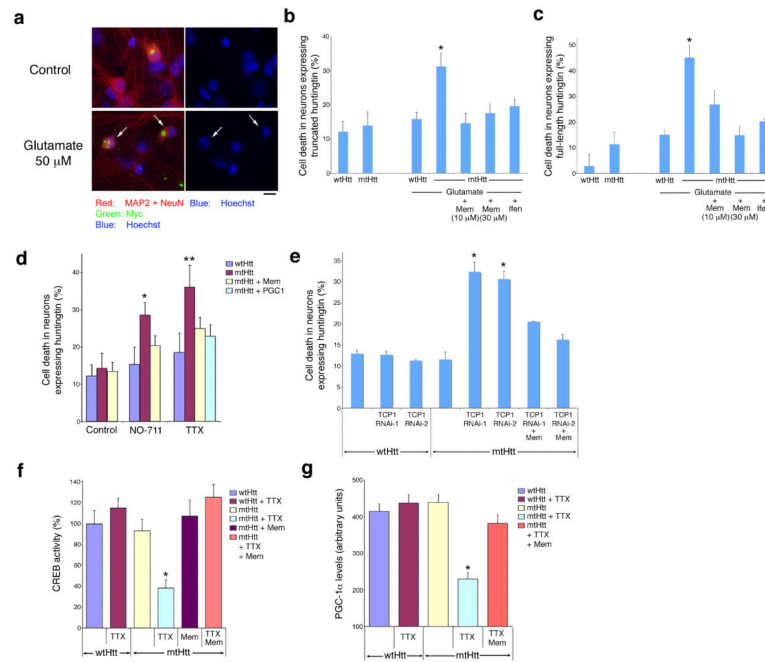 a
Control
Glutamate
50 μM
Red: MAP2 + NeuN Blue: Hoechst
Green: Myc
Blue: Hoechst
b
Cell death in neurons expressing
truncated huntingtin (%)
40
35
30
25
20
15
10
5
0
*
wtHtt mtHtt wtHtt mtHtt
Glutamate
+ + +
Mem Mem Ifen
(10 μM)(30 μM)
c
Cell death in neurons expressing
full-length huntingtin (%)
50
40
30
20
10
0
*
wtHtt mtHtt wtHtt mtHtt
Glutamate
+ + +
Mem Mem Ifen
(10 μM)(30 μM)
d
Cell death in neurons
expressing huntingtin (%)
40
30
20
10
0
* **
wtHtt
mtHtt
mtHtt + Mem
mtHtt + PGC1
Control NO-711 TTX
e
Cell death in neurons
expressing huntingtin (%)
35
30
25
20
15
10
5
0
* *
TCP1 TCP1 TCP1 TCP1 TCP1 TCP1
RNAi-1 RNAi-2 RNAi-1 RNAi-2 RNAi-1 RNAi-2
+ +
Mem Mem
wtHtt mtHtt
f
CREB activity (%)
140
120
100
80
60
40
20
0
*
wtHtt
wtHtt + TTX
mtHtt
mtHtt + TTX
mtHtt + Mem
mtHtt
+ TTX
+ Mem
TTX TTX Mem TTX
Mem
wtHtt mtHtt
g
PGC-1α levels (arbitrary units)
500
400
300
200
100
*
wtHtt
wtHtt + TTX
mtHtt
mtHtt + TTX
mtHtt
+ TTX
+ Mem
TTX TTX TTX
Mem
wtHtt mtHtt